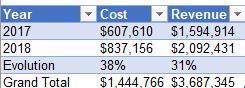 Year Cost Revenue
2017 $607,610 $1,594,914
2018 $837,156 $2,092,431
Evolution 38% 31%
Grand Total $1,444,766 $3,687,345